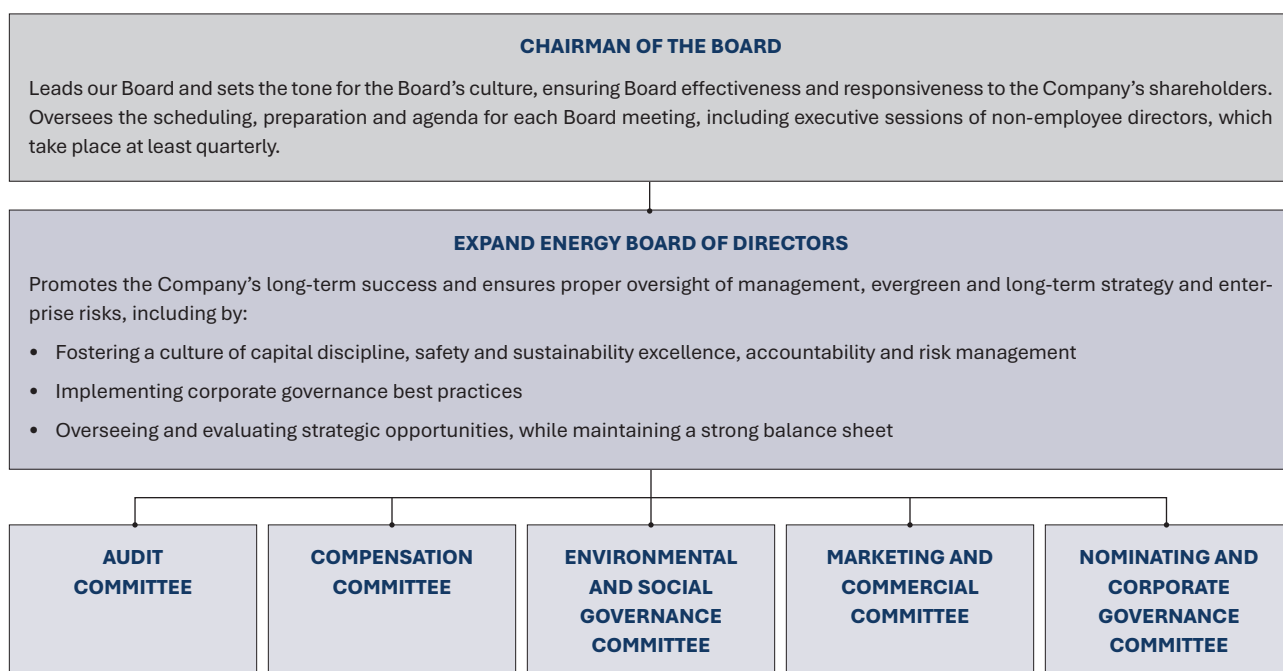 CHAIRMAN OF THE BOARD
Leads our Board and sets the tone for the Board’s culture, ensuring Board effectiveness and responsiveness to the Company’s shareholders.
Oversees the scheduling, preparation and agenda for each Board meeting, including executive sessions of non-employee directors, which
take place at least quarterly.
EXPAND ENERGY BOARD OF DIRECTORS
Promotes the Company’s long-term success and ensures proper oversight of management, evergreen and long-term strategy and enter-
prise risks, including by:
• Fostering a culture of capital discipline, safety and sustainability excellence, accountability and risk management
• Implementing corporate governance best practices
• Overseeing and evaluating strategic opportunities, while maintaining a strong balance sheet
AUDIT
COMMITTEE
COMPENSATION
COMMITTEE
ENVIRONMENTAL
AND SOCIAL
GOVERNANCE
COMMITTEE
MARKETING AND
COMMERCIAL
COMMITTEE
NOMINATING AND
CORPORATE
GOVERNANCE
COMMITTEE